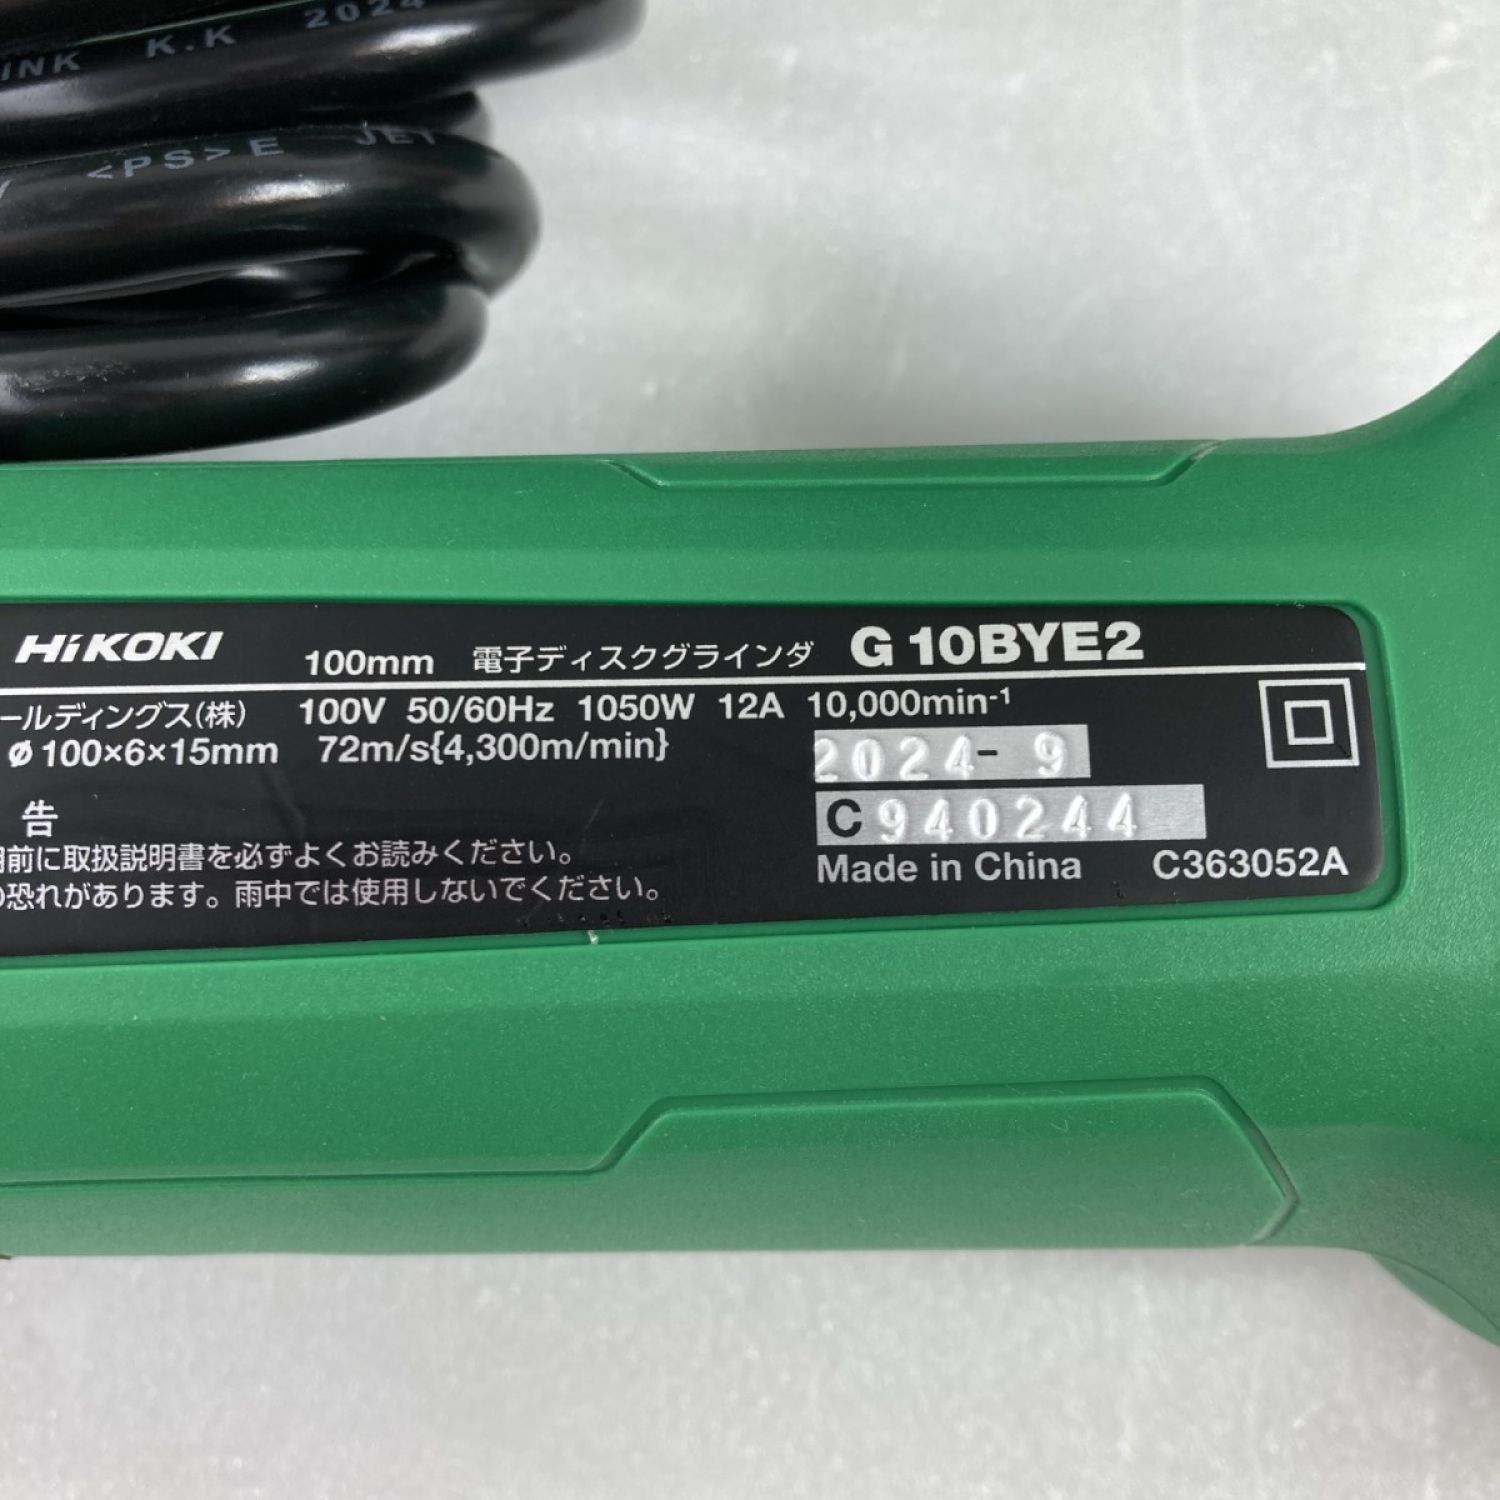 INK K.K 2024
<PS>E JET
HiKOKI 100mm 電子ディスクグラインダ G 10BYE2
ールディングス(株) 100V 50/60Hz 1050W 12A 10,000min-¹
ø 100×6×15mm 72m/s{4,300m/min}
2024- 9
告
C 940244
前に取扱説明書を必ずよくお読みください。
Made in China C363052A
の恐れがあります。雨中では使用しないでください。